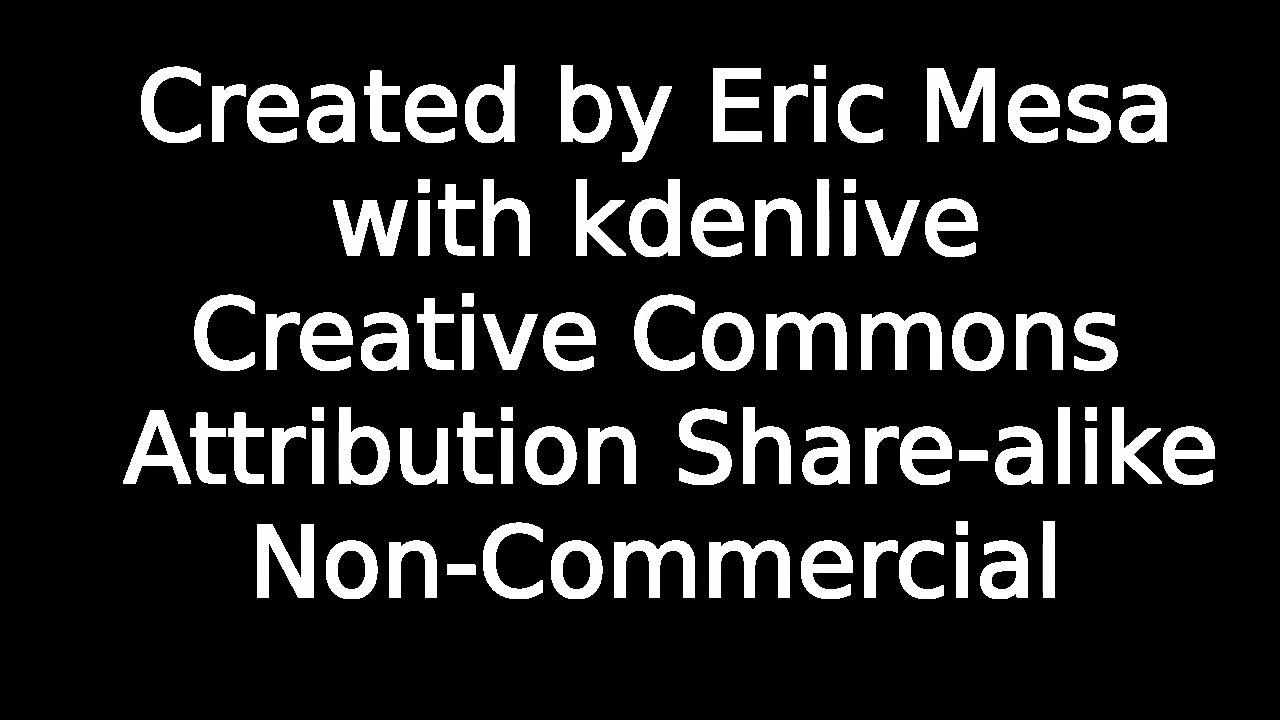 Created by Eric Mesa
with kdenlive
Creative Commons
Attribution Share-alike
Non-Commercial